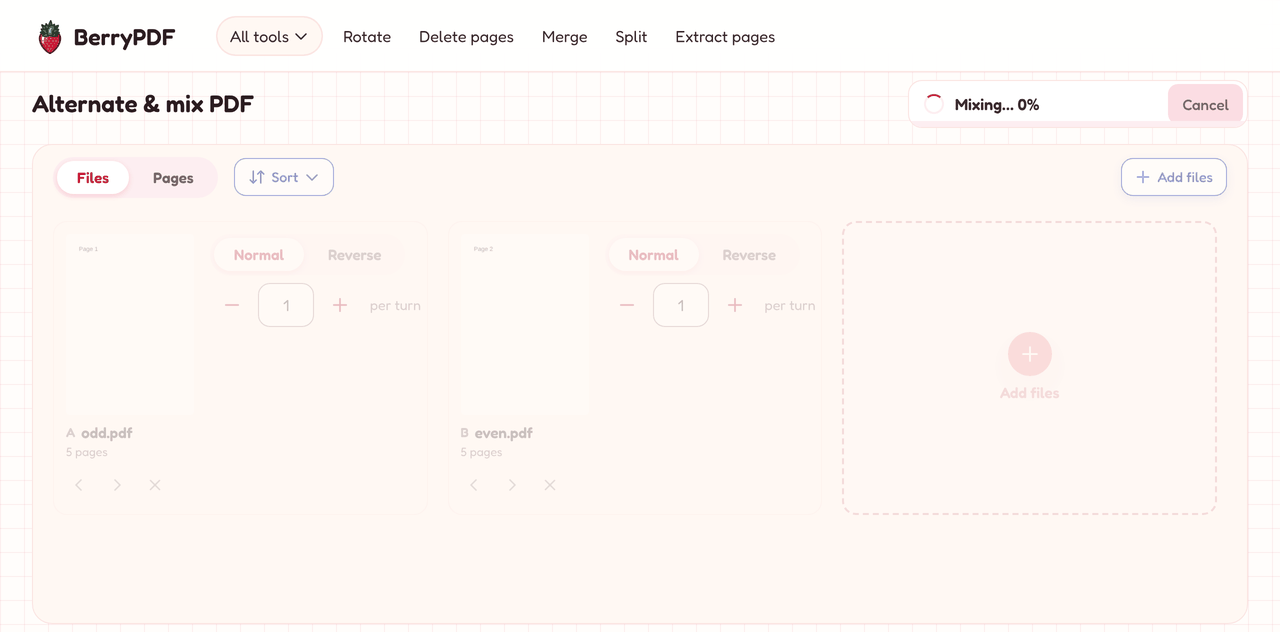 BerryPDF All tools Rotate Delete pages Merge Split Extract pages
Alternate & mix PDF Mixing... 0% Cancel
Files Pages Sort Add files
Page 1 Normal Reverse
1 per turn
A odd.pdf
5 pages
Page 2 Normal Reverse
1 per turn
B even.pdf
5 pages
Add files